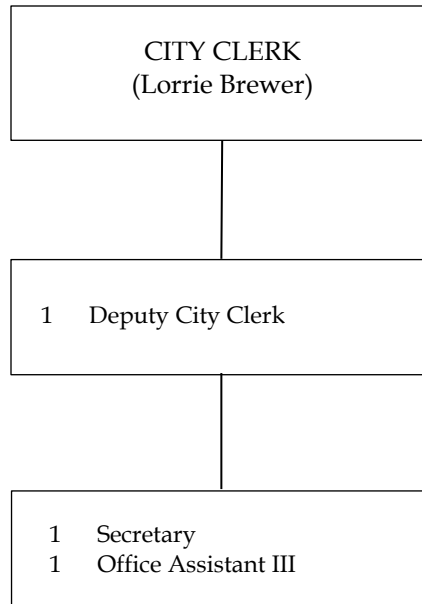 CITY CLERK
(Lorrie Brewer)
1 Deputy City Clerk
1 Secretary
1 Office Assistant III